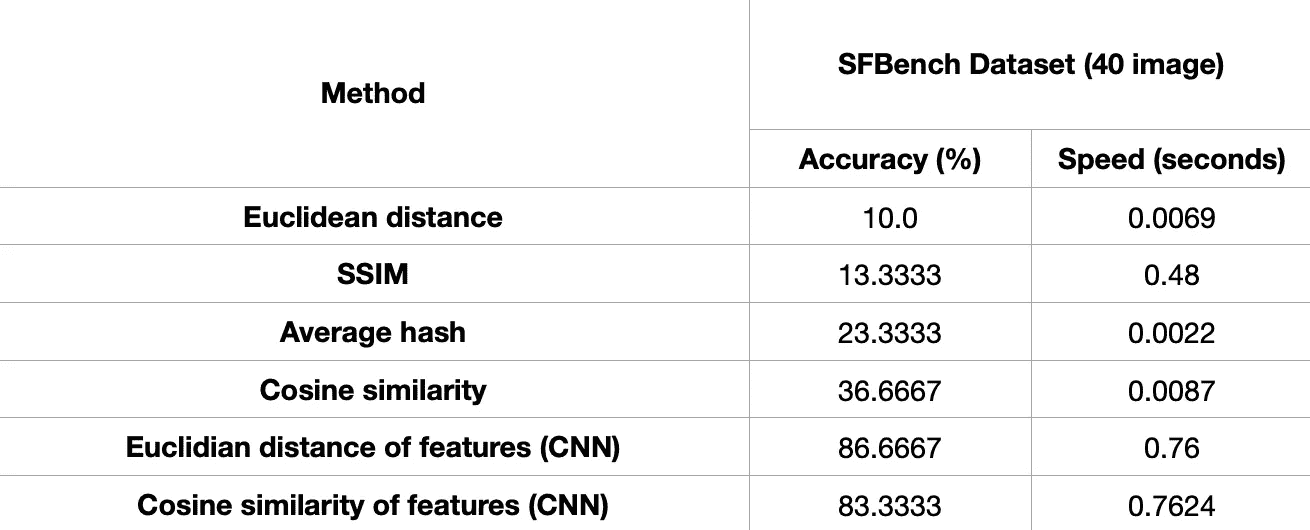 Method
SFBench Dataset (40 image)
Accuracy (%) Speed (seconds)
Euclidean distance 10.0 0.0069
SSIM 13.3333 0.48
Average hash 23.3333 0.0022
Cosine similarity 36.6667 0.0087
Euclidian distance of features (CNN) 86.6667 0.76
Cosine similarity of features (CNN) 83.3333 0.7624